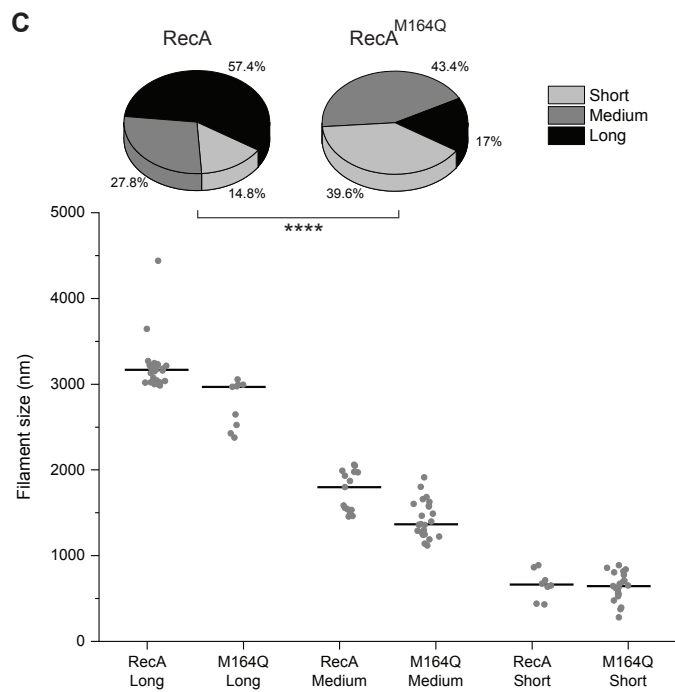 C
RecA
RecA^M164Q
57.4%
27.8%
14.8%
43.4%
17%
39.6%
Short
Medium
Long
****
Filament size (nm)
5000
4000
3000
2000
1000
0
RecA
Long
M164Q
Long
RecA
Medium
M164Q
Medium
RecA
Short
M164Q
Short